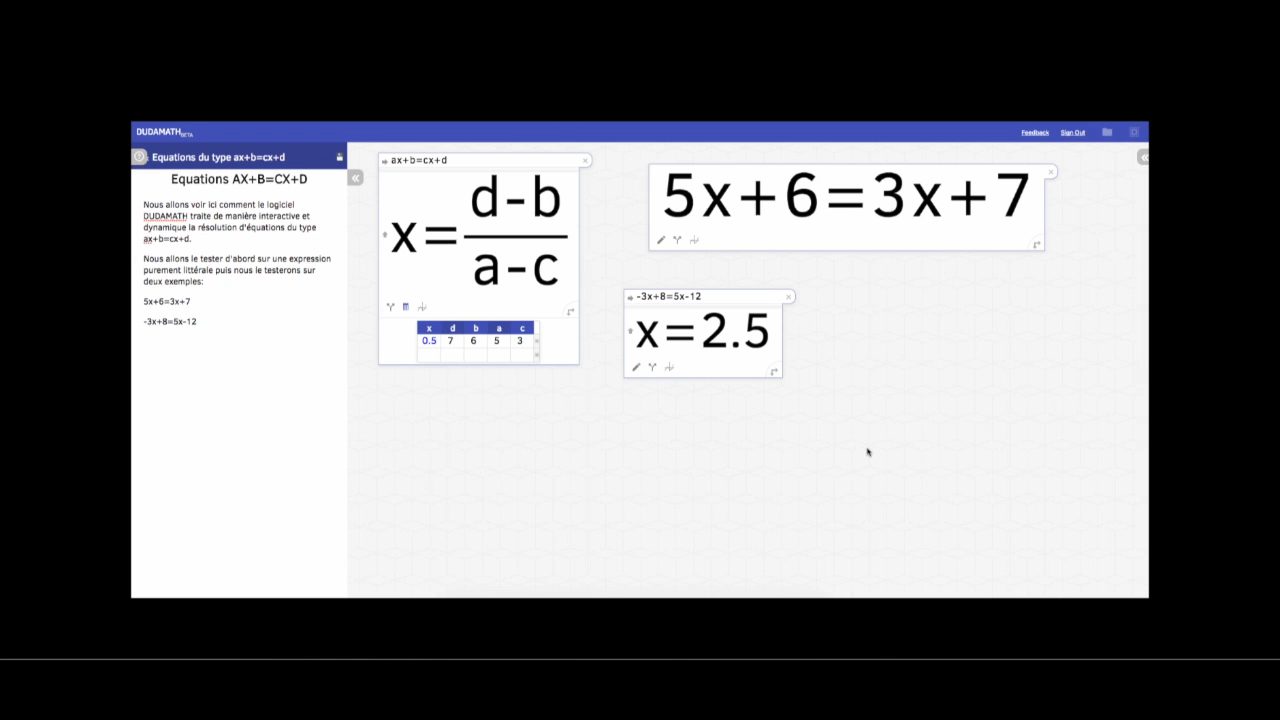 DUDAMATH BETA
Feedback Sign Out
Equations du type ax+b=cx+d
Equations AX+B=CX+D
Nous allons voir ici comment le logiciel
DUDAMATH traite de manière interactive et
dynamique la résolution d'équations du type
ax+b=cx+d.
Nous allons le tester d'abord sur une expression
purement littérale puis nous le testerons sur
deux exemples:
5x+6=3x+7
-3x+8=5x-12
ax+b=cx+d
x=
d-b
a-c
x d b a c
0.5 7 6 5 3
5x+6=3x+7
-3x+8=5x-12
x=2.5